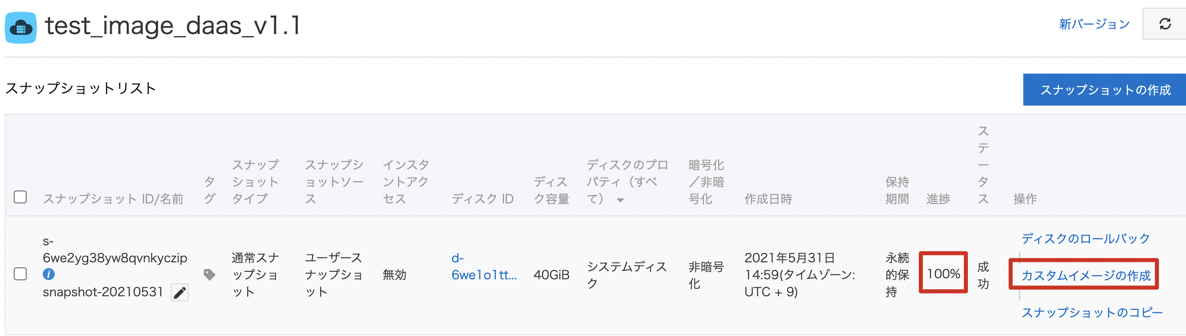 test_image_daas_v1.1
新バージョン
スナップショットリスト
スナップショットの作成
スナップショット ID/名前
タ
グ
スナップ
ショット
タイプ
スナップシ
ョットソー
ス
インスタ
ントアク
セス
ディスク ID
ディス
ク容量
ディスクのプロ
パティ（すべ
て）
暗号化
／非暗
号化
作成日時
保持
期間
進捗
ス
テ
ー
タ
ス
操作
s-
6we2yg38yw8qvnkyczip
snapshot-20210531
通常スナ
ップショ
ット
ユーザース
ナップショ
ット
無効
d-
6we1o1tt...
40GiB
システムディス
ク
非暗号
化
2021年5月31日
14:59(タイムゾーン:
UTC + 9)
永続
的保
持
100%
成
功
ディスクのロールバック
カスタムイメージの作成
スナップショットのコピー